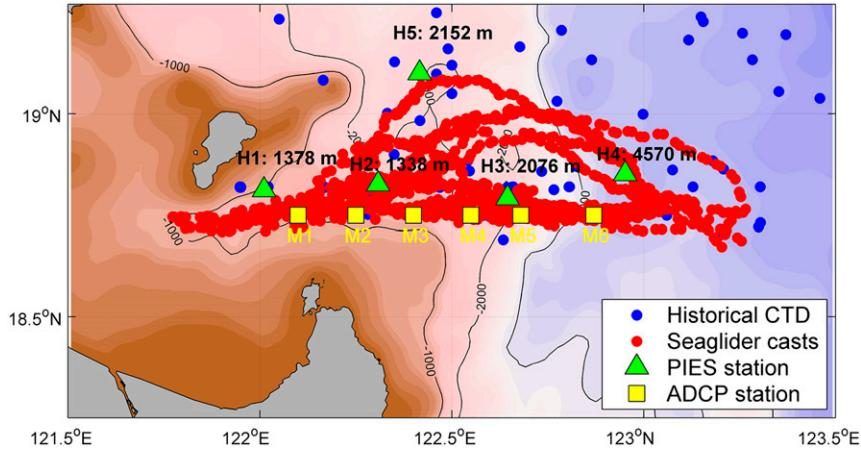 H5: 2152 m
-1000
19°N
H1: 1378 m
H2: 1338 m
H3: 2076 m
H4: 4570 m
-1000
M1
M2
M3
M4
M5
M6
-2000
18.5°N
-1000
Historical CTD
Seaglider casts
PIES station
ADCP station
121.5°E
122°E
122.5°E
123°E
123.5°E